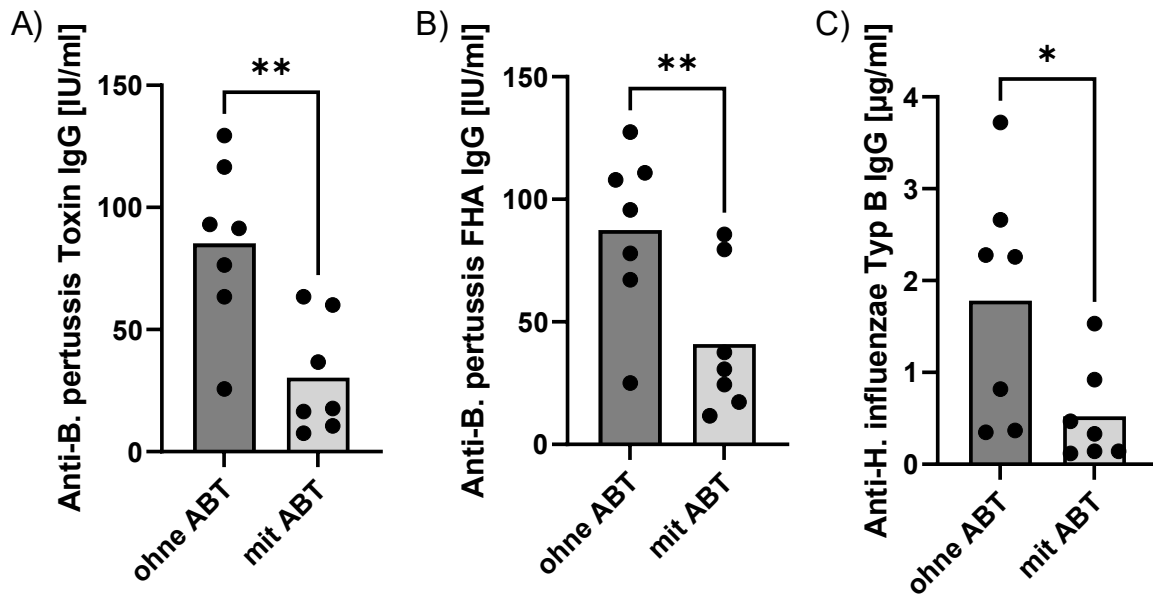 A)
Anti-B. pertussis Toxin IgG [IU/ml]
**
150
100
50
0
ohne ABT
mit ABT
B)
Anti-B. pertussis FHA IgG [IU/ml]
**
150
100
50
0
ohne ABT
mit ABT
C)
Anti-H. influenzae Typ B IgG [µg/ml]
*
4
3
2
1
0
ohne ABT
mit ABT